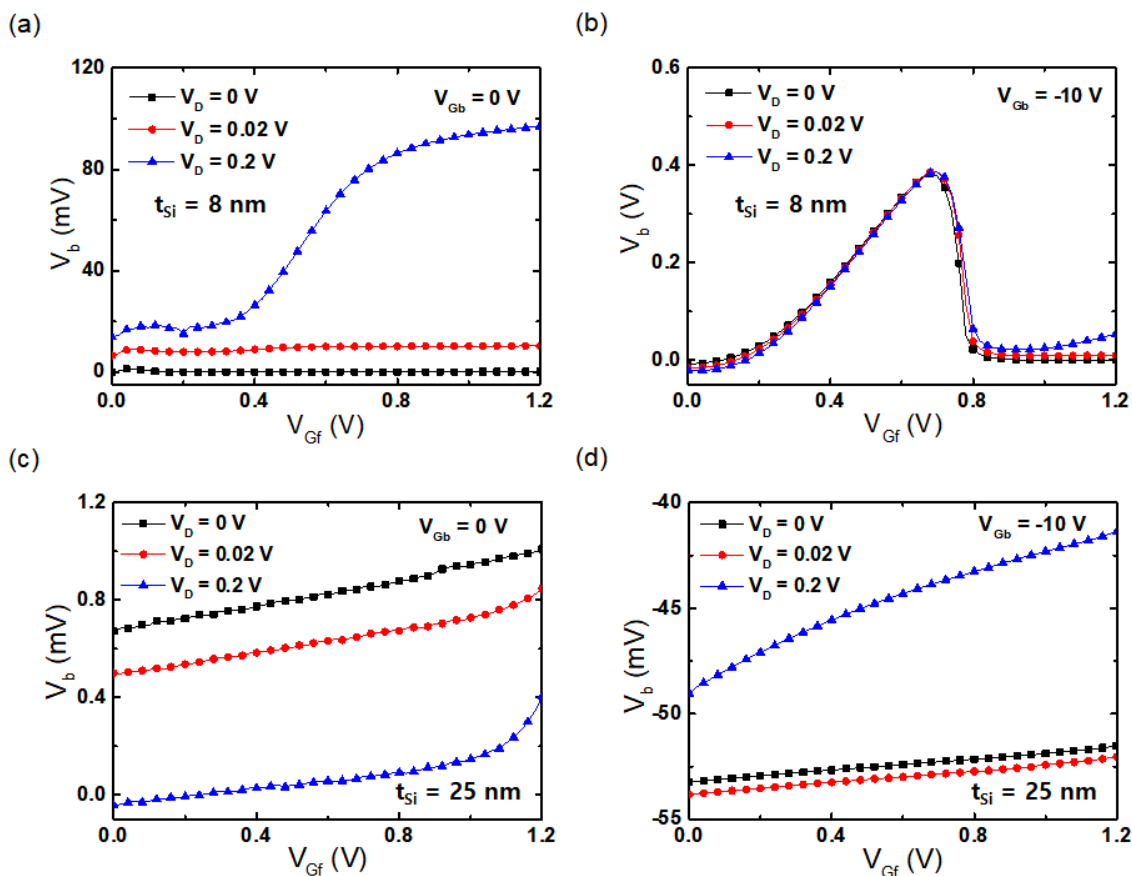 (a)
120
80
40
0
V_b (mV)
V_D = 0 V
V_D = 0.02 V
V_D = 0.2 V
V_Gb = 0 V
t_Si = 8 nm
0.0 0.4 0.8 1.2
V_Gf (V)
(b)
0.6
0.4
0.2
0.0
V_b (V)
V_D = 0 V
V_D = 0.02 V
V_D = 0.2 V
V_Gb = -10 V
t_Si = 8 nm
0.0 0.4 0.8 1.2
V_Gf (V)
(c)
1.2
0.8
0.4
0.0
V_b (mV)
V_D = 0 V
V_D = 0.02 V
V_D = 0.2 V
V_Gb = 0 V
t_Si = 25 nm
0.0 0.4 0.8 1.2
V_Gf (V)
(d)
-40
-45
-50
-55
V_b (mV)
V_D = 0 V
V_D = 0.02 V
V_D = 0.2 V
V_Gb = -10 V
t_Si = 25 nm
0.0 0.4 0.8 1.2
V_Gf (V)